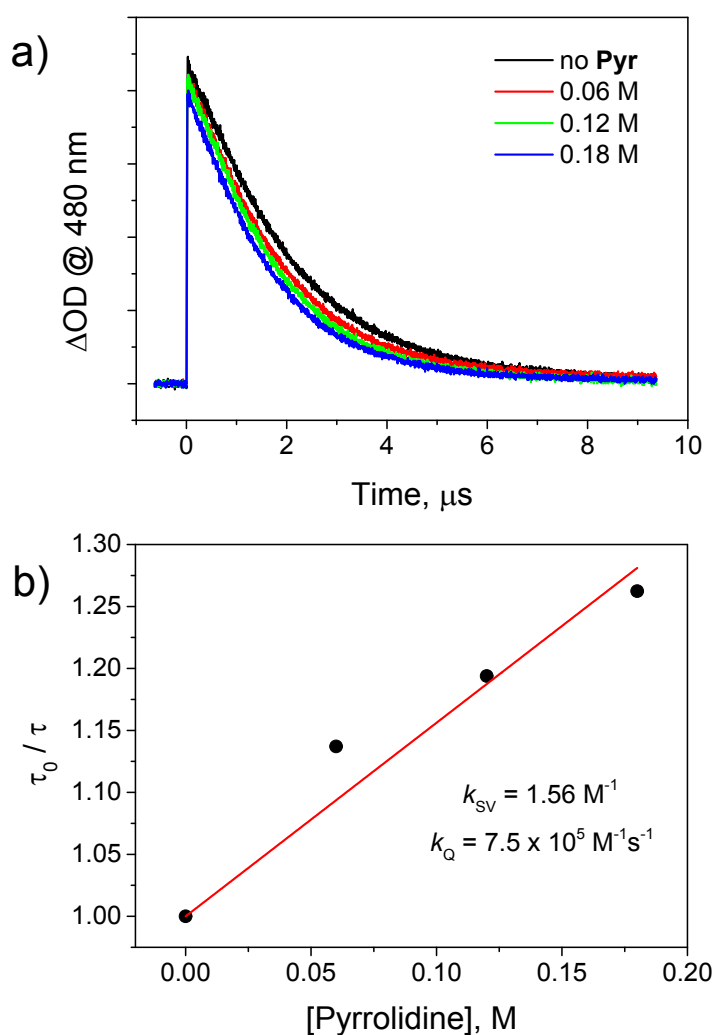 a)
no Pyr
0.06 M
0.12 M
0.18 M
ΔOD @ 480 nm
0 2 4 6 8 10
Time, μs
b)
1.30
1.25
1.20
1.15
1.10
1.05
1.00
τ0 / τ
kSV = 1.56 M-1
kQ = 7.5 x 10^5 M-1s-1
0.00 0.05 0.10 0.15 0.20
[Pyrrolidine], M